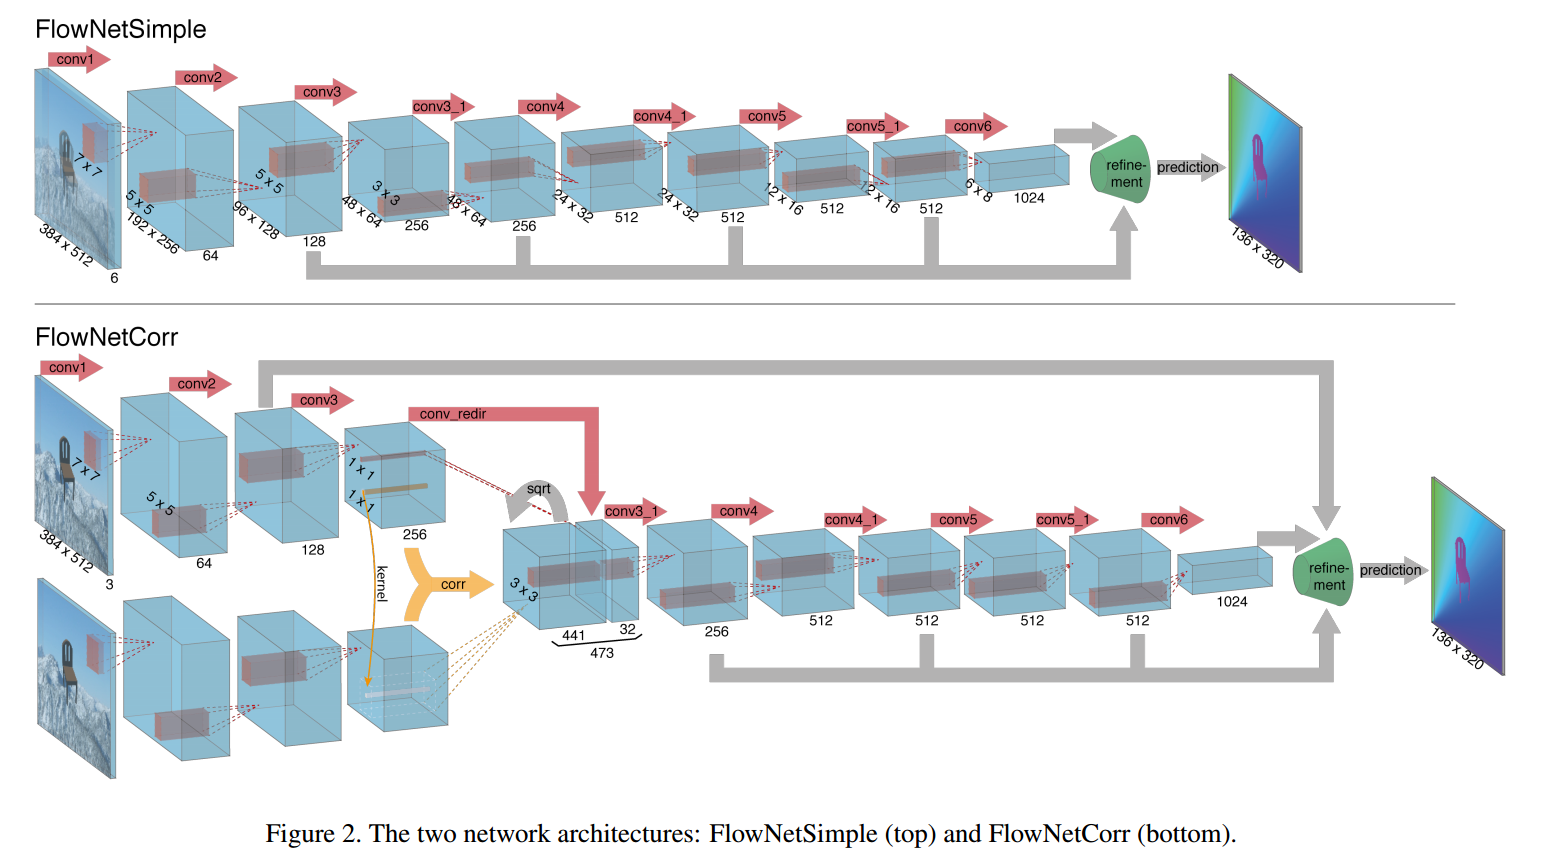 FlowNetSimple
conv1
conv2
conv3
conv3_1
conv4
conv4_1
conv5
conv5_1
conv6
7 x 7
5 x 5
5 x 5
3 x 3
384 x 512
192 x 256
96 x 128
48 x 64
48 x 64
24 x 32
24 x 32
12 x 16
12 x 16
6 x 8
6
64
128
256
256
512
512
512
512
1024
refine-
ment
prediction
136 x 320
FlowNetCorr
conv1
conv2
conv3
conv_redir
sqrt
conv3_1
conv4
conv4_1
conv5
conv5_1
conv6
7 x 7
5 x 5
1 x 1
1 x 1
384 x 512
3
64
128
256
kernel
corr
3 x 3
441
32
473
256
512
512
512
512
1024
refine-
ment
prediction
136 x 320
Figure 2. The two network architectures: FlowNetSimple (top) and FlowNetCorr (bottom).